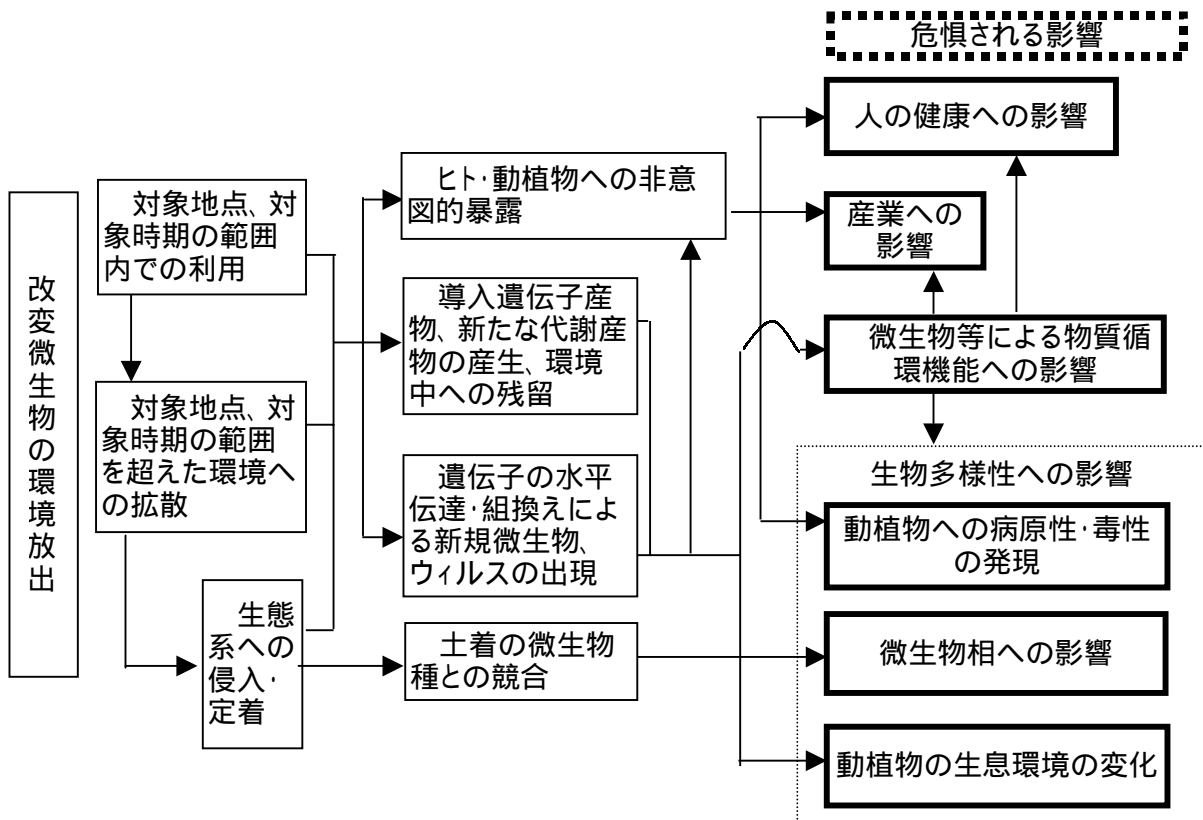 危惧される影響
人の健康への影響
ヒト・動植物への非意
図的暴露
産業への
影響
対象地点、対
象時期の範囲
内での利用
改変微生物の環境放出
導入遺伝子産
物、新たな代謝産
物の産生、環境
中への残留
微生物等による物質循
環機能への影響
対象地点、対
象時期の範囲
を超えた環境へ
の拡散
遺伝子の水平
伝達・組換えによ
る新規微生物、
ウィルスの出現
生物多様性への影響
動植物への病原性・毒性
の発現
生態
系への
侵入・
定着
土着の微生物
種との競合
微生物相への影響
動植物の生息環境の変化